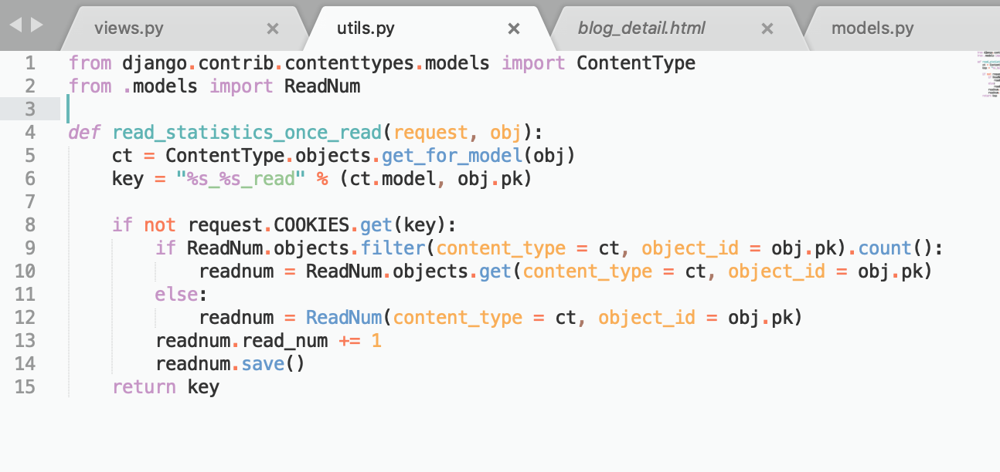 views.py × utils.py × blog_detail.html × models.py
1 from django.contrib.contenttypes.models import ContentType
2 from .models import ReadNum
3
4 def read_statistics_once_read(request, obj):
5     ct = ContentType.objects.get_for_model(obj)
6     key = "%s_%s_read" % (ct.model, obj.pk)
7
8     if not request.COOKIES.get(key):
9         if ReadNum.objects.filter(content_type = ct, object_id = obj.pk).count():
10             readnum = ReadNum.objects.get(content_type = ct, object_id = obj.pk)
11         else:
12             readnum = ReadNum(content_type = ct, object_id = obj.pk)
13         readnum.read_num += 1
14         readnum.save()
15     return key